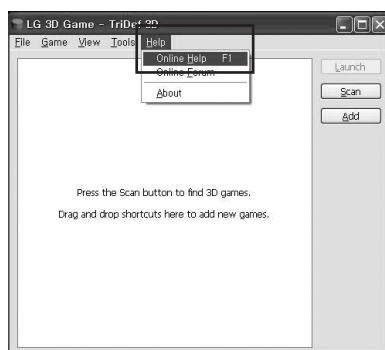 LG 3D Game - TriDef 3D
File Game View Tools Help
Online Help F1
Online Forum
About
Launch
Scan
Add
Press the Scan button to find 3D games.
Drag and drop shortcuts here to add new games.